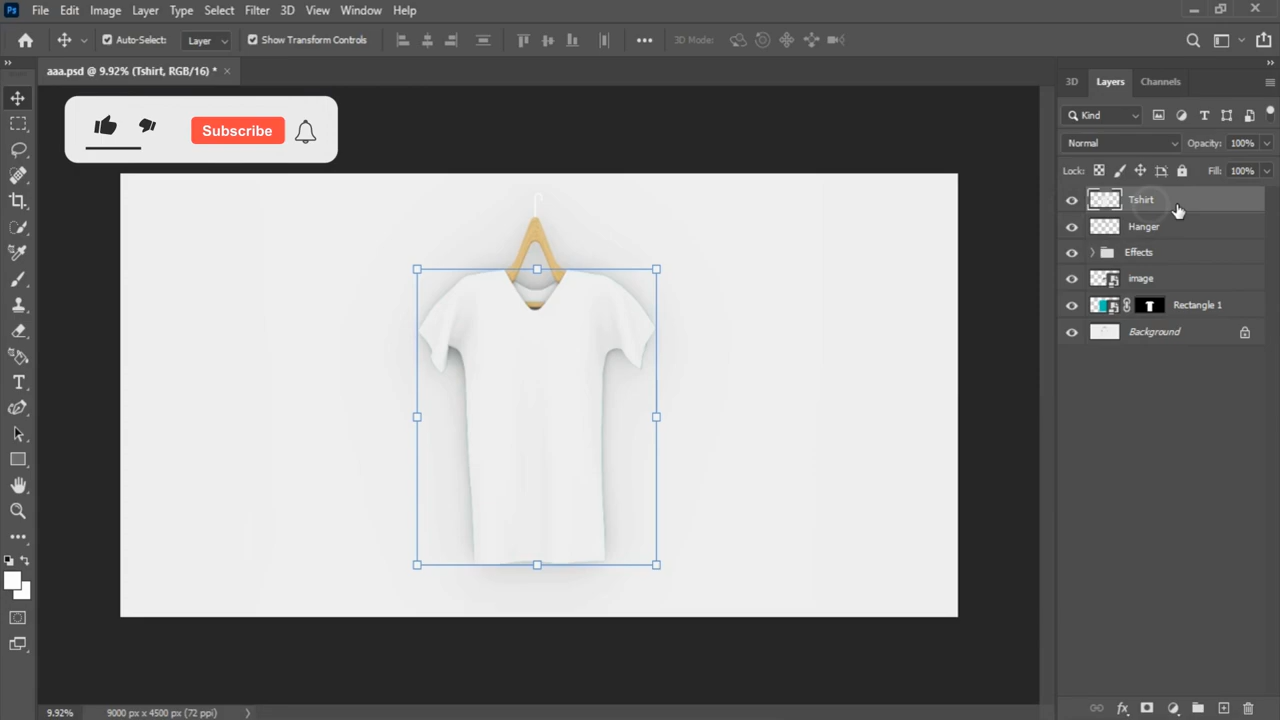 Ps File Edit Image Layer Type Select Filter 3D View Window Help
Auto-Select: Layer Show Transform Controls 3D Mode:
aaa.psd @ 9.92% (Tshirt, RGB/16) *
3D Layers Channels
Kind
Normal Opacity: 100%
Lock: Fill: 100%
Subscribe
Tshirt
Hanger
Effects
image
Rectangle 1
Background
9.92% 9000 px x 4500 px (72 ppi)